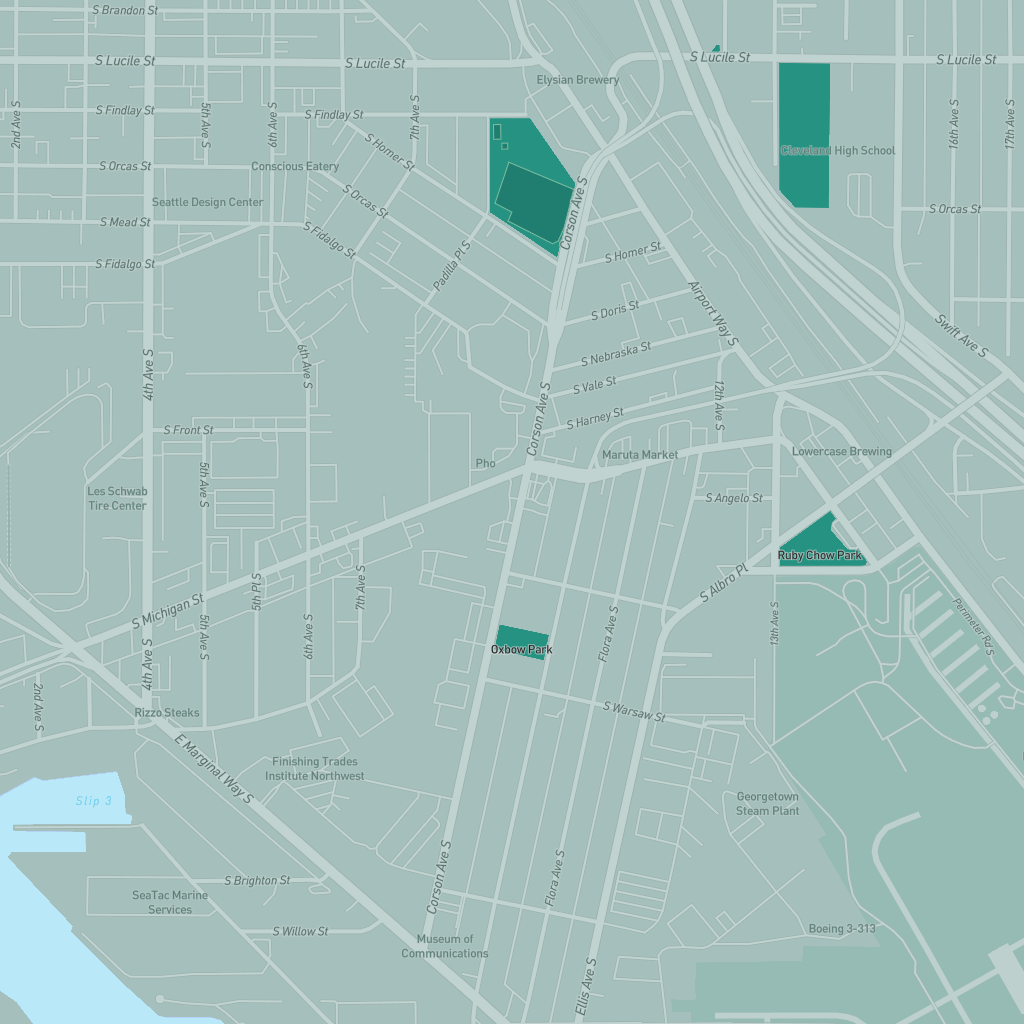 S Brandon St
S Lucile St
S Lucile St
S Lucile St
S Lucile St
Elysian Brewery
2nd Ave S
S Findlay St
5th Ave S
6th Ave S
S Findlay St
7th Ave S
16th Ave S
17th Ave S
S Homer St
Cleveland High School
S Orcas St
Conscious Eatery
S Orcas St
Seattle Design Center
S Orcas St
S Mead St
S Fidalgo St
Corson Ave S
S Fidalgo St
Padilla Pl S
S Homer St
S Doris St
Airport Way S
Swift Ave S
4th Ave S
6th Ave S
S Nebraska St
S Vale St
12th Ave S
Corson Ave S
S Harney St
S Front St
Maruta Market
Lowercase Brewing
Pho
5th Ave S
Les Schwab
Tire Center
S Angelo St
Ruby Chow Park
S Albro Pl
5th Pl S
7th Ave S
S Michigan St
5th Ave S
6th Ave S
Flora Ave S
13th Ave S
Perimeter Rd S
4th Ave S
Oxbow Park
2nd Ave S
Rizzo Steaks
S Warsaw St
E Marginal Way S
Finishing Trades
Institute Northwest
Slip 3
Georgetown
Steam Plant
S Brighton St
Corson Ave S
Flora Ave S
SeaTac Marine
Services
S Willow St
Boeing 3-313
Museum of
Communications
Ellis Ave S